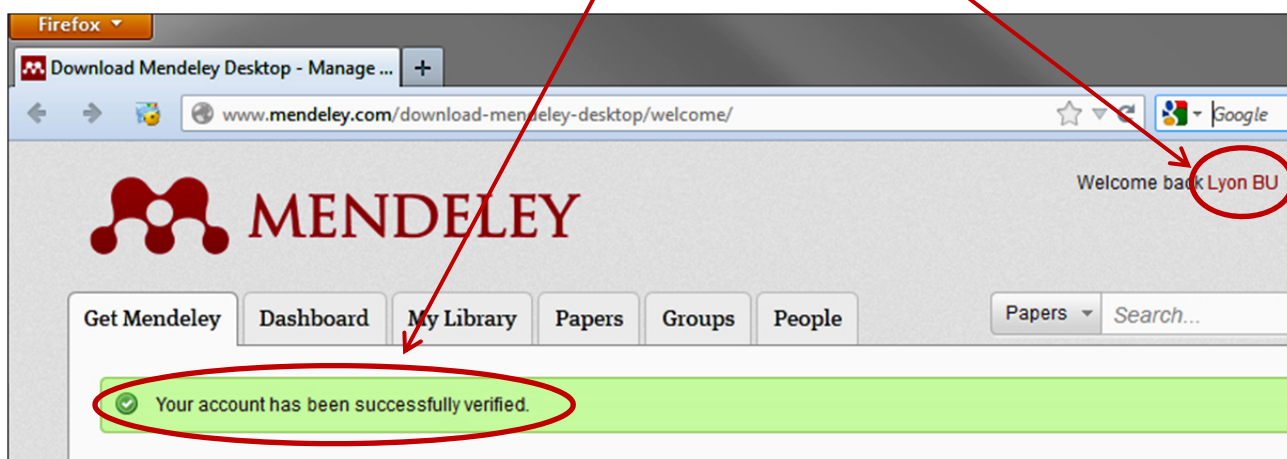 Firefox
Download Mendeley Desktop - Manage ...
www.mendeley.com/download-mendeley-desktop/welcome/
Google
Welcome back Lyon BU
MENDELEY
Get Mendeley Dashboard My Library Papers Groups People
Papers Search...
Your account has been successfully verified.